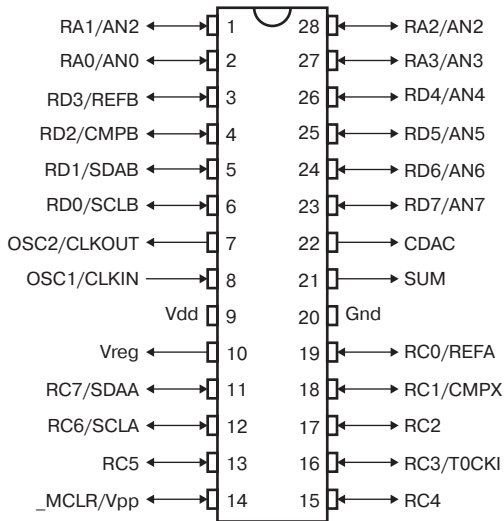 RA1/AN2 1 28 RA2/AN2
RA0/AN0 2 27 RA3/AN3
RD3/REFB 3 26 RD4/AN4
RD2/CMPB 4 25 RD5/AN5
RD1/SDAB 5 24 RD6/AN6
RD0/SCLB 6 23 RD7/AN7
OSC2/CLKOUT 7 22 CDAC
OSC1/CLKIN 8 21 SUM
Vdd 9 20 Gnd
Vreg 10 19 RC0/REFA
RC7/SDAA 11 18 RC1/CMPX
RC6/SCLA 12 17 RC2
RC5 13 16 RC3/T0CKI
_MCLR/Vpp 14 15 RC4